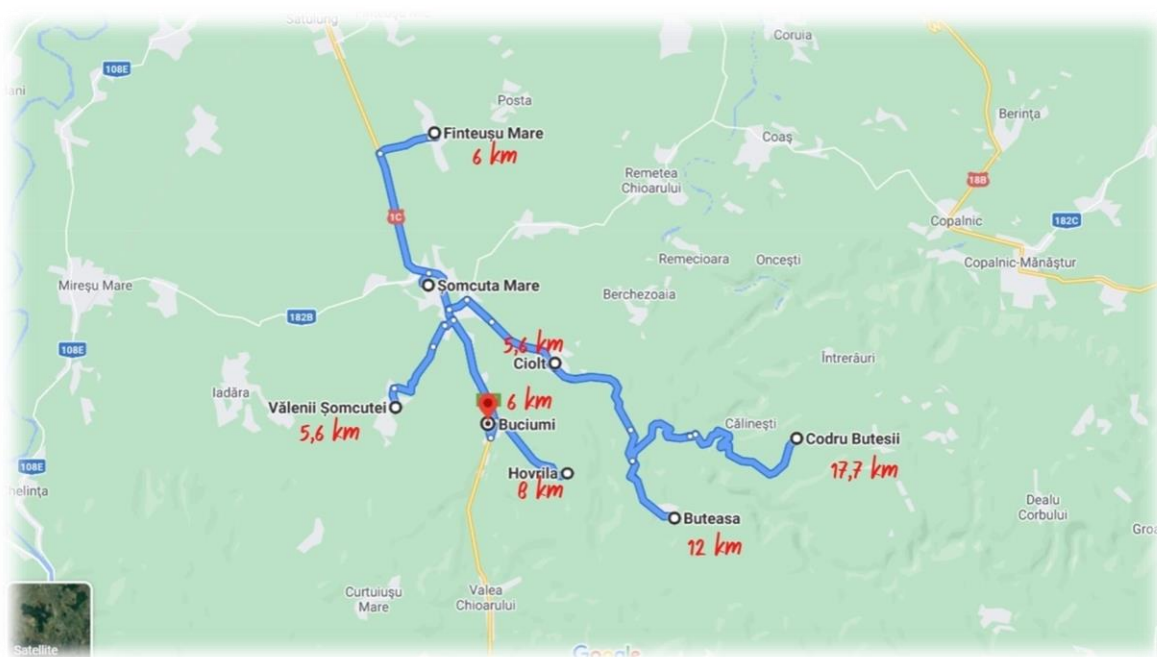 Satulung
108E
Coruia
Posta
Finteușu Mare
6 km
Berința
Coaș
Remetea
Chioarului
18B
1C
Copalnic
182C
Remecioara
Oncești
Copalnic-Mănăștur
Mireșu Mare
Șomcuta Mare
Berchezoaia
182B
108E
5,6 km
Ciolt
Întrerâuri
Iadăra
6 km
Vălenii Șomcutei
5,6 km
Buciumi
Călinești
Codru Butesii
17,7 km
108E
Hovrila
8 km
Dealu
Corbului
Buteasa
12 km
Curtuiușu
Mare
Valea
Chioarului
Satellite
Google